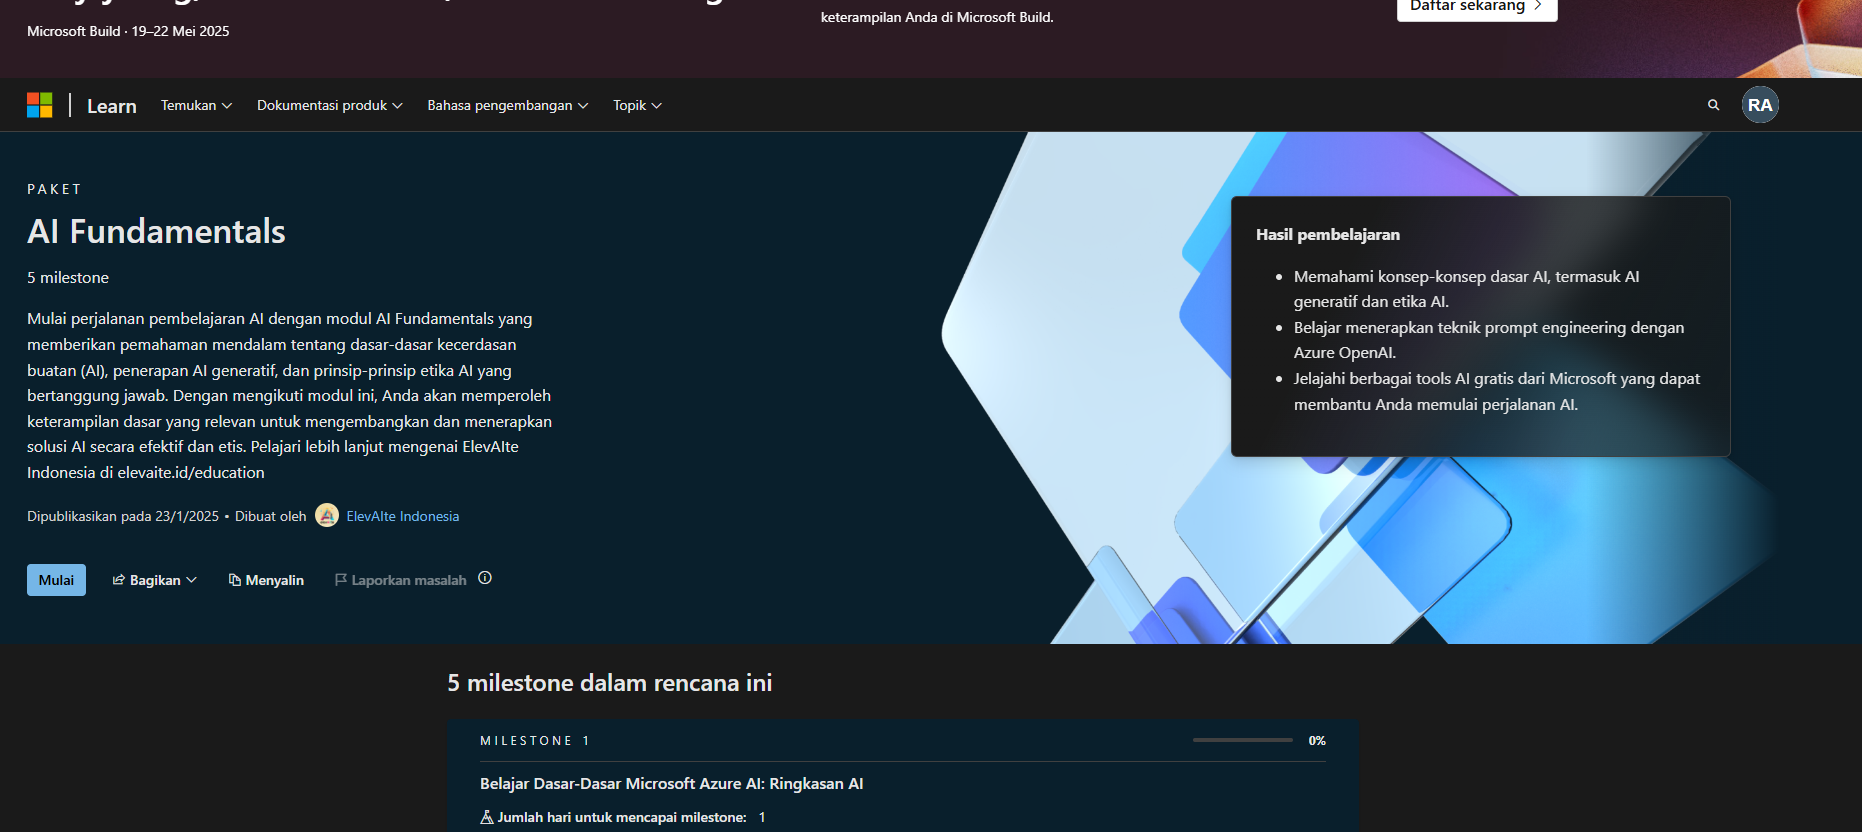 keterampilan Anda di Microsoft Build.
Daftar sekarang
Microsoft Build · 19–22 Mei 2025
Learn
Temukan
Dokumentasi produk
Bahasa pengembangan
Topik
RA
PAKET
AI Fundamentals
5 milestone
Mulai perjalanan pembelajaran AI dengan modul AI Fundamentals yang
memberikan pemahaman mendalam tentang dasar-dasar kecerdasan
buatan (AI), penerapan AI generatif, dan prinsip-prinsip etika AI yang
bertanggung jawab. Dengan mengikuti modul ini, Anda akan memperoleh
keterampilan dasar yang relevan untuk mengembangkan dan menerapkan
solusi AI secara efektif dan etis. Pelajari lebih lanjut mengenai ElevAIte
Indonesia di elevaite.id/education
Dipublikasikan pada 23/1/2025 • Dibuat oleh ElevAIte Indonesia
Mulai
Bagikan
Menyalin
Laporkan masalah
Hasil pembelajaran
• Memahami konsep-konsep dasar AI, termasuk AI
generatif dan etika AI.
• Belajar menerapkan teknik prompt engineering dengan
Azure OpenAI.
• Jelajahi berbagai tools AI gratis dari Microsoft yang dapat
membantu Anda memulai perjalanan AI.
5 milestone dalam rencana ini
MILESTONE 1
0%
Belajar Dasar-Dasar Microsoft Azure AI: Ringkasan AI
Jumlah hari untuk mencapai milestone: 1